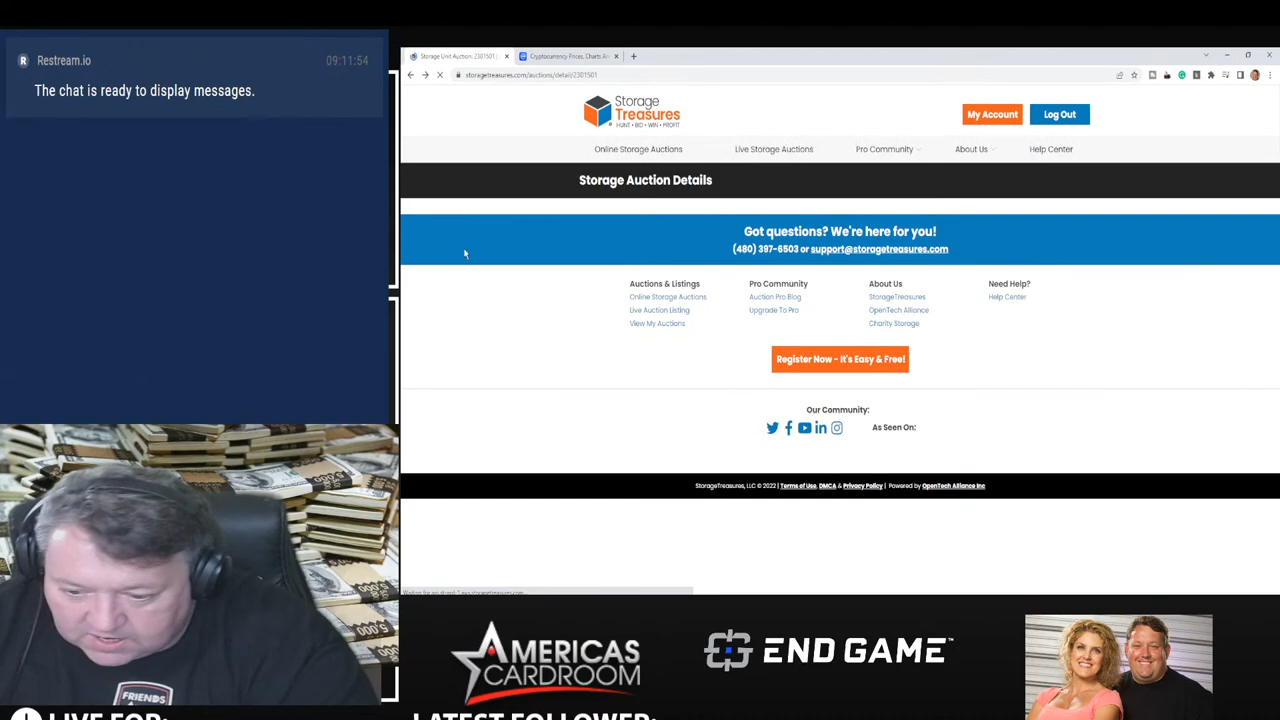 R Restream.io 09:11:54
The chat is ready to display messages.
Storage Unit Auction: 2301501 |
Cryptocurrency Prices, Charts An
storagetreasures.com/auctions/detail/2301501
Storage
Treasures
HUNT • BID • WIN • PROFIT
My Account
Log Out
Online Storage Auctions
Live Storage Auctions
Pro Community
About Us
Help Center
Storage Auction Details
Got questions? We're here for you!
(480) 397-6503 or support@storagetreasures.com
Auctions & Listings
Online Storage Auctions
Live Auction Listing
View My Auctions
Pro Community
Auction Pro Blog
Upgrade To Pro
About Us
StorageTreasures
OpenTech Alliance
Charity Storage
Need Help?
Help Center
Register Now - It's Easy & Free!
Our Community:
As Seen On:
StorageTreasures, LLC © 2022 | Terms of Use, DMCA & Privacy Policy | Powered by OpenTech Alliance Inc
AMERICAS
CARDROOM
END GAME™
FRIENDS
LIVE FOR:
LATEST FOLLOWER: